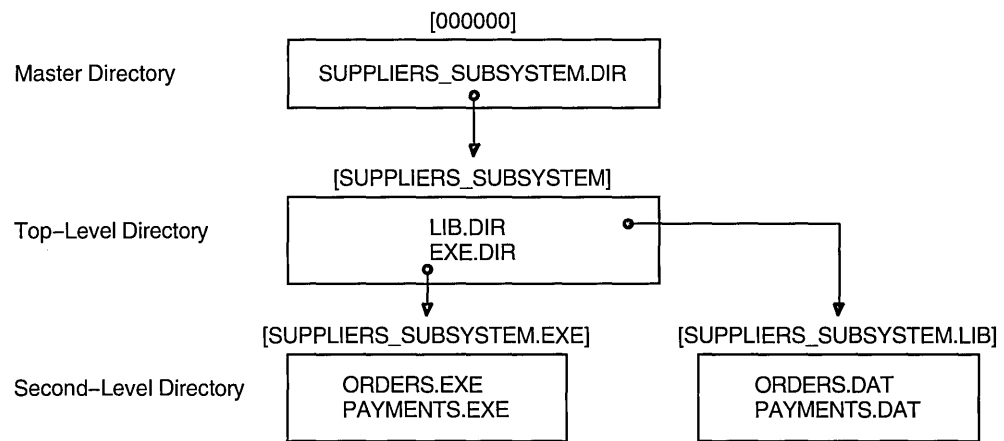 [000000]
Master Directory
SUPPLIERS_SUBSYSTEM.DIR
[SUPPLIERS_SUBSYSTEM]
Top–Level Directory
LIB.DIR
EXE.DIR
[SUPPLIERS_SUBSYSTEM.EXE]
[SUPPLIERS_SUBSYSTEM.LIB]
Second–Level Directory
ORDERS.EXE
PAYMENTS.EXE
ORDERS.DAT
PAYMENTS.DAT